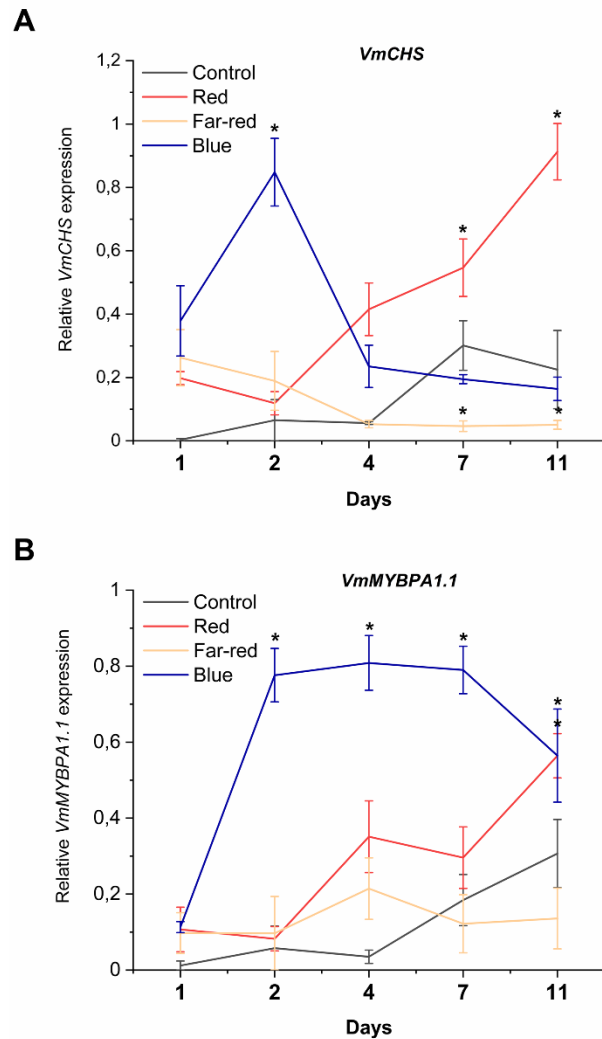 A
VmCHS
Control
Red
Far-red
Blue
1,2
1
0,8
0,6
0,4
0,2
0
Relative VmCHS expression
*
*
*
*
*
1
2
4
7
11
Days
B
VmMYBPA1.1
Control
Red
Far-red
Blue
1
0,8
0,6
0,4
0,2
0
Relative VmMYBPA1.1 expression
*
*
*
*
*
1
2
4
7
11
Days